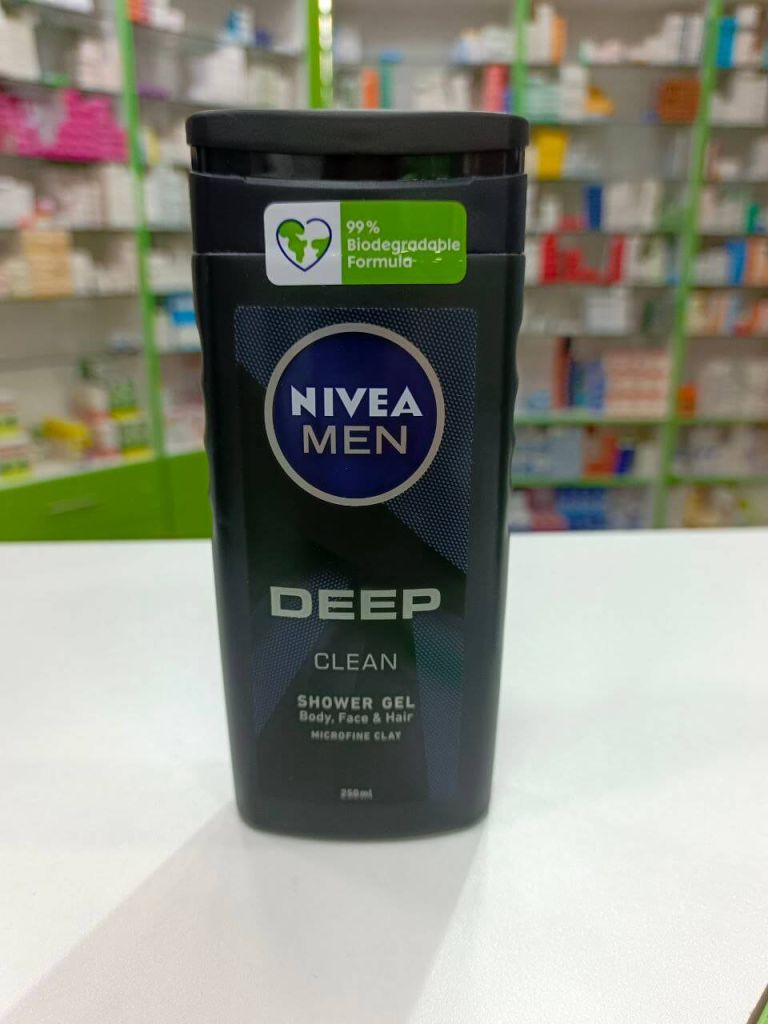 99%
Biodegradable
Formula
NIVEA
MEN
DEEP
CLEAN
SHOWER GEL
Body, Face & Hair
MICROFINE CLAY
250ml